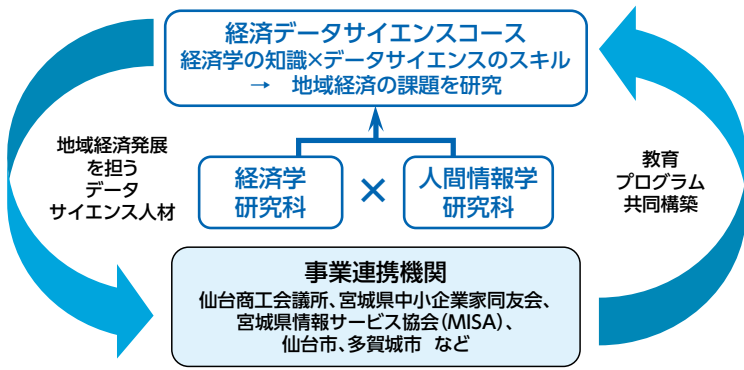 経済データサイエンスコース
経済学の知識×データサイエンスのスキル
→ 地域経済の課題を研究
地域経済発展
を担う
データ
サイエンス人材
経済学
研究科
×
人間情報学
研究科
教育
プログラム
共同構築
事業連携機関
仙台商工会議所、宮城県中小企業家同友会、
宮城県情報サービス協会(MISA)、
仙台市、多賀城市 など